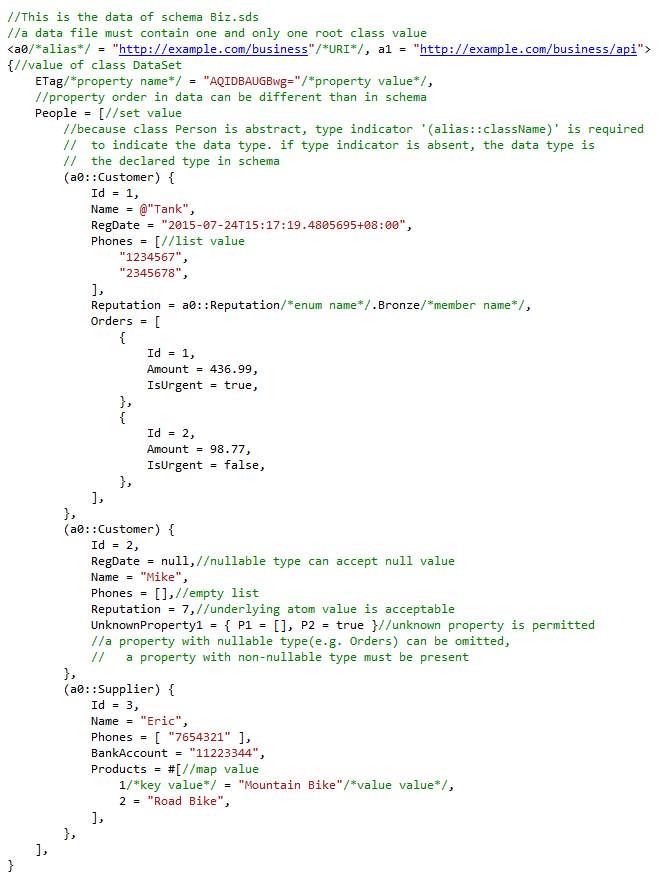 //This is the data of schema Biz.sds
//a data file must contain one and only one root class value
<a0/*alias*/ = "http://example.com/business"/*URI*/, a1 = "http://example.com/business/api">
{//value of class DataSet
    ETag/*property name*/ = "AQIDBAUGBwg="/*property value*/,
    //property order in data can be different than in schema
    People = [//set value
        //because class Person is abstract, type indicator '(alias::className)' is required
        //  to indicate the data type. if type indicator is absent, the data type is
        //  the declared type in schema
        (a0::Customer) {
            Id = 1,
            Name = @"Tank",
            RegDate = "2015-07-24T15:17:19.4805695+08:00",
            Phones = [//list value
                "1234567",
                "2345678",
            ],
            Reputation = a0::Reputation/*enum name*/.Bronze/*member name*/,
            Orders = [
                {
                    Id = 1,
                    Amount = 436.99,
                    IsUrgent = true,
                },
                {
                    Id = 2,
                    Amount = 98.77,
                    IsUrgent = false,
                },
            ],
        },
        (a0::Customer) {
            Id = 2,
            RegDate = null,//nullable type can accept null value
            Name = "Mike",
            Phones = [],//empty list
            Reputation = 7,//underlying atom value is acceptable
            UnknownProperty1 = { P1 = [], P2 = true }//unknown property is permitted
            //a property with nullable type(e.g. Orders) can be omitted,
            //   a property with non-nullable type must be present
        },
        (a0::Supplier) {
            Id = 3,
            Name = "Eric",
            Phones = [ "7654321" ],
            BankAccount = "11223344",
            Products = #[//map value
                1/*key value*/ = "Mountain Bike"/*value value*/,
                2 = "Road Bike",
            ],
        },
    ],
}